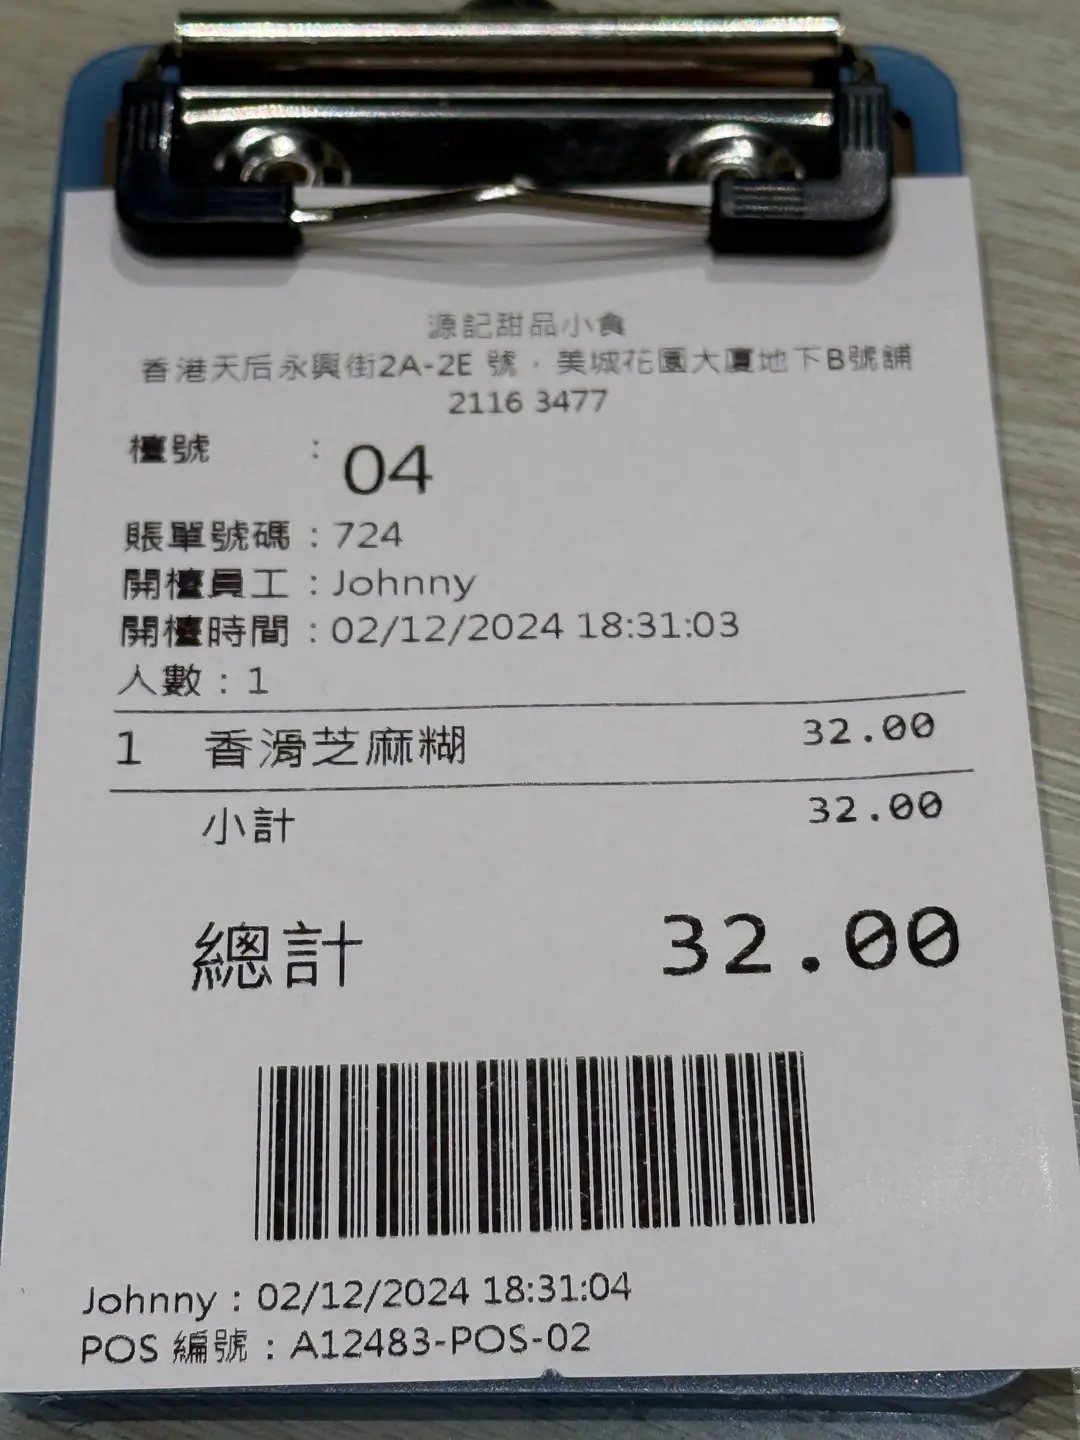 源記甜品小食
香港天后永興街2A-2E 號，美城花園大廈地下B號舖
2116 3477
檯號 : 04
賬單號碼 : 724
開檯員工 : Johnny
開檯時間 : 02/12/2024 18:31:03
人數 : 1
1 香滑芝麻糊 32.00
小計 32.00
總計 32.00
Johnny : 02/12/2024 18:31:04
POS 編號 : A12483-POS-02